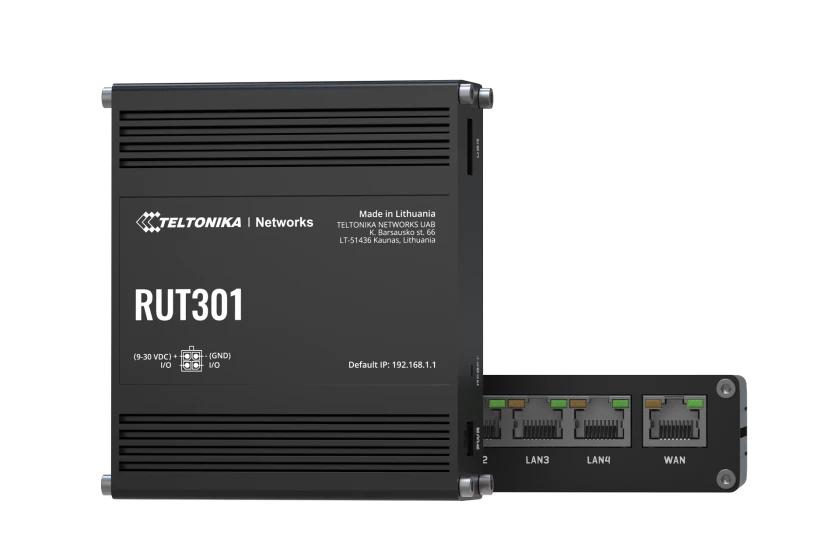 TELTONIKA | Networks
Made in Lithuania
TELTONIKA NETWORKS UAB
K. Barsausko st. 66
LT-51436 Kaunas, Lithuania
RUT301
(9-30 VDC) + - (GND)
I/O I/O
Default IP: 192.168.1.1
PWR
2 LAN3 LAN4 WAN